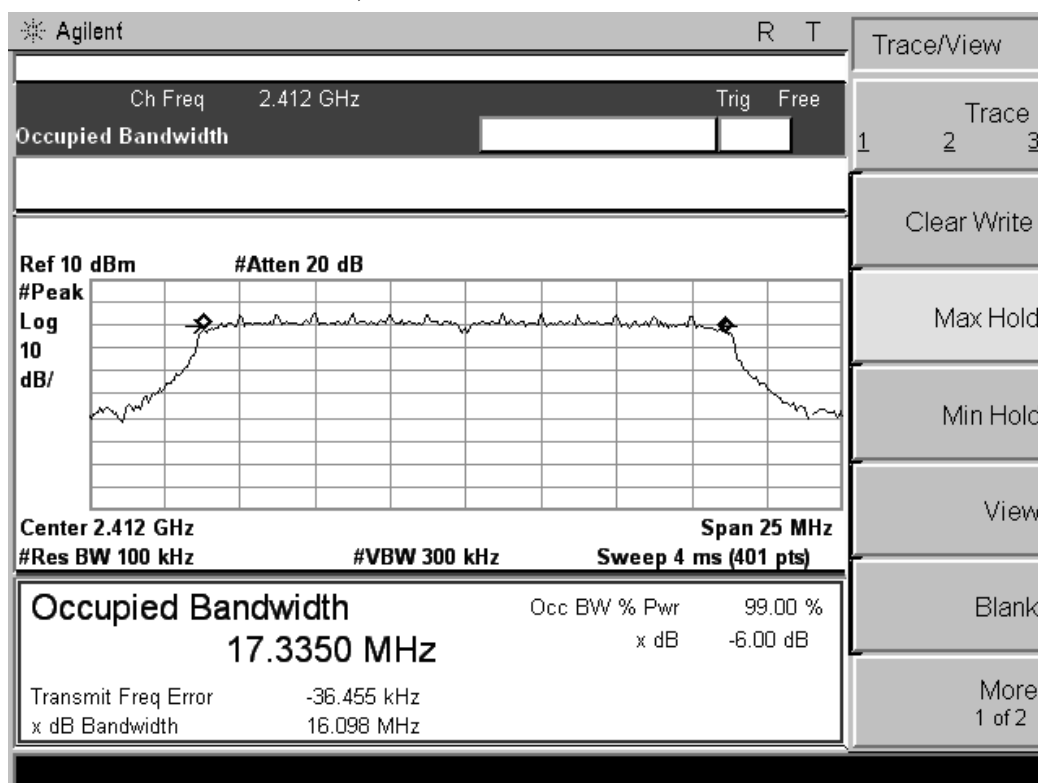 Agilent R T
Ch Freq 2.412 GHz Trig Free
Occupied Bandwidth
Ref 10 dBm #Atten 20 dB
#Peak
Log
10
dB/
Center 2.412 GHz Span 25 MHz
#Res BW 100 kHz #VBW 300 kHz Sweep 4 ms (401 pts)
Occupied Bandwidth
17.3350 MHz
Occ BW % Pwr 99.00 %
x dB -6.00 dB
Transmit Freq Error -36.455 kHz
x dB Bandwidth 16.098 MHz
Trace/View
Trace
1 2 3
Clear Write
Max Hold
Min Hold
View
Blank
More
1 of 2